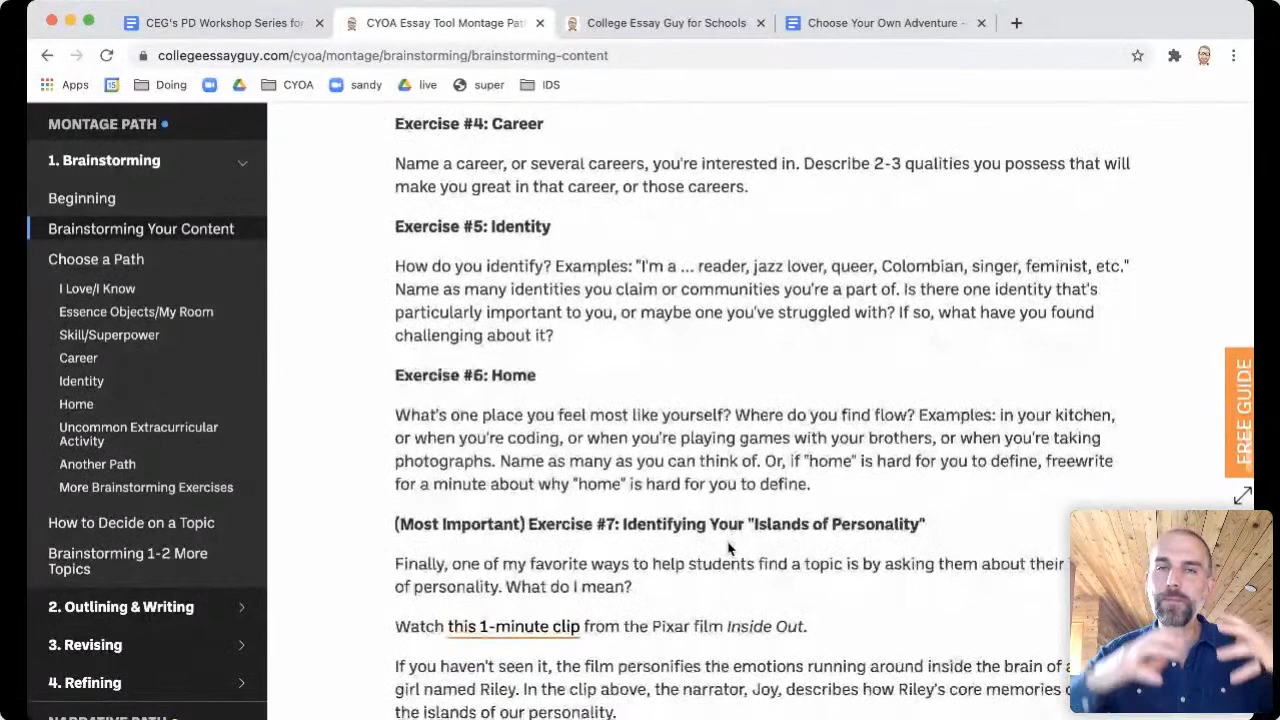 CEG's PD Workshop Series for
CYOA Essay Tool Montage Pat
College Essay Guy for Schools
Choose Your Own Adventure -
collegeessayguy.com/cyoa/montage/brainstorming/brainstorming-content
Apps
Doing
CYOA
sandy
live
super
IDS
MONTAGE PATH
1. Brainstorming
Beginning
Brainstorming Your Content
Choose a Path
I Love/I Know
Essence Objects/My Room
Skill/Superpower
Career
Identity
Home
Uncommon Extracurricular
Activity
Another Path
More Brainstorming Exercises
How to Decide on a Topic
Brainstorming 1-2 More
Topics
2. Outlining & Writing
3. Revising
4. Refining
NARRATIVE PATH
Exercise #4: Career
Name a career, or several careers, you're interested in. Describe 2-3 qualities you possess that will
make you great in that career, or those careers.
Exercise #5: Identity
How do you identify? Examples: "I'm a ... reader, jazz lover, queer, Colombian, singer, feminist, etc."
Name as many identities you claim or communities you're a part of. Is there one identity that's
particularly important to you, or maybe one you've struggled with? If so, what have you found
challenging about it?
Exercise #6: Home
What's one place you feel most like yourself? Where do you find flow? Examples: in your kitchen,
or when you're coding, or when you're playing games with your brothers, or when you're taking
photographs. Name as many as you can think of. Or, if "home" is hard for you to define, freewrite
for a minute about why "home" is hard for you to define.
(Most Important) Exercise #7: Identifying Your "Islands of Personality"
Finally, one of my favorite ways to help students find a topic is by asking them about their
of personality. What do I mean?
Watch this 1-minute clip from the Pixar film Inside Out.
If you haven't seen it, the film personifies the emotions running around inside the brain of
girl named Riley. In the clip above, the narrator, Joy, describes how Riley's core memories
the islands of our personality.
FREE GUIDE